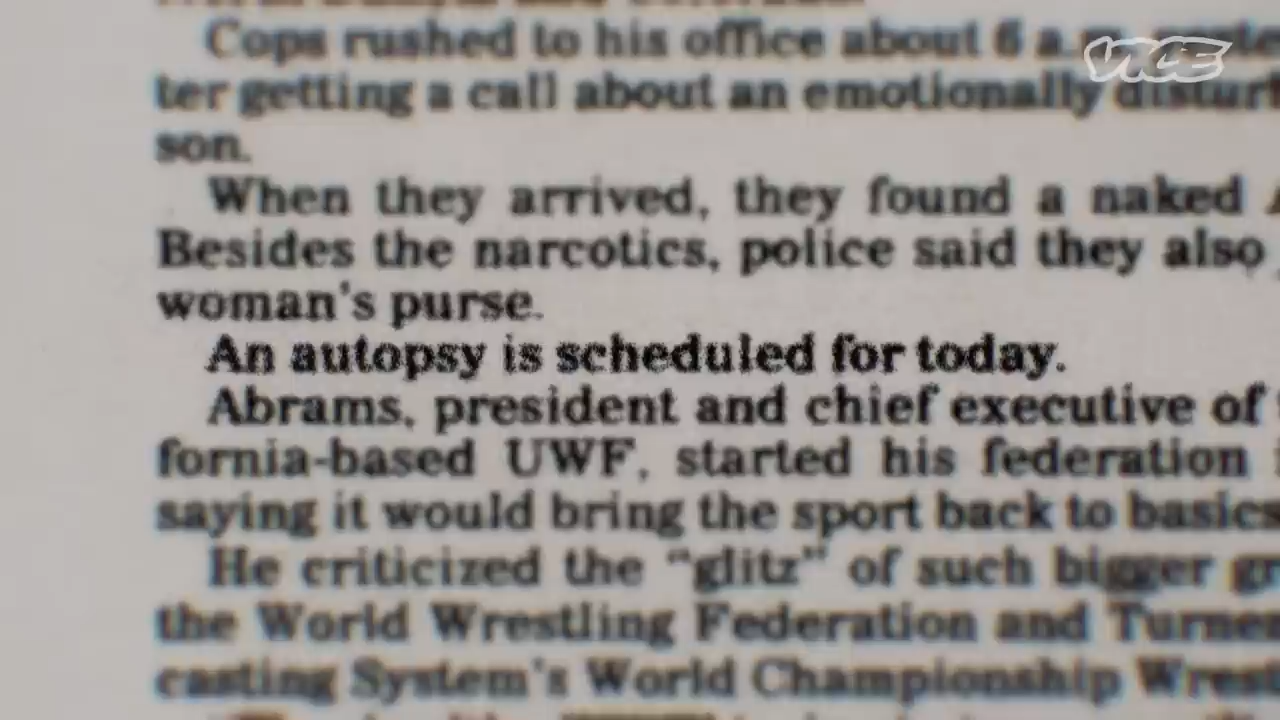 VICE
Cops rushed to his office about 6 a.m.
ter getting a call about an emotionally
son.
When they arrived, they found a naked
Besides the narcotics, police said they also
woman's purse.
An autopsy is scheduled for today.
Abrams, president and chief executive of
fornia-based UWF, started his federation
saying it would bring the sport back to basics
He criticized the "glitz" of such bigger
the World Wrestling Federation and Turner
casting System's World Championship